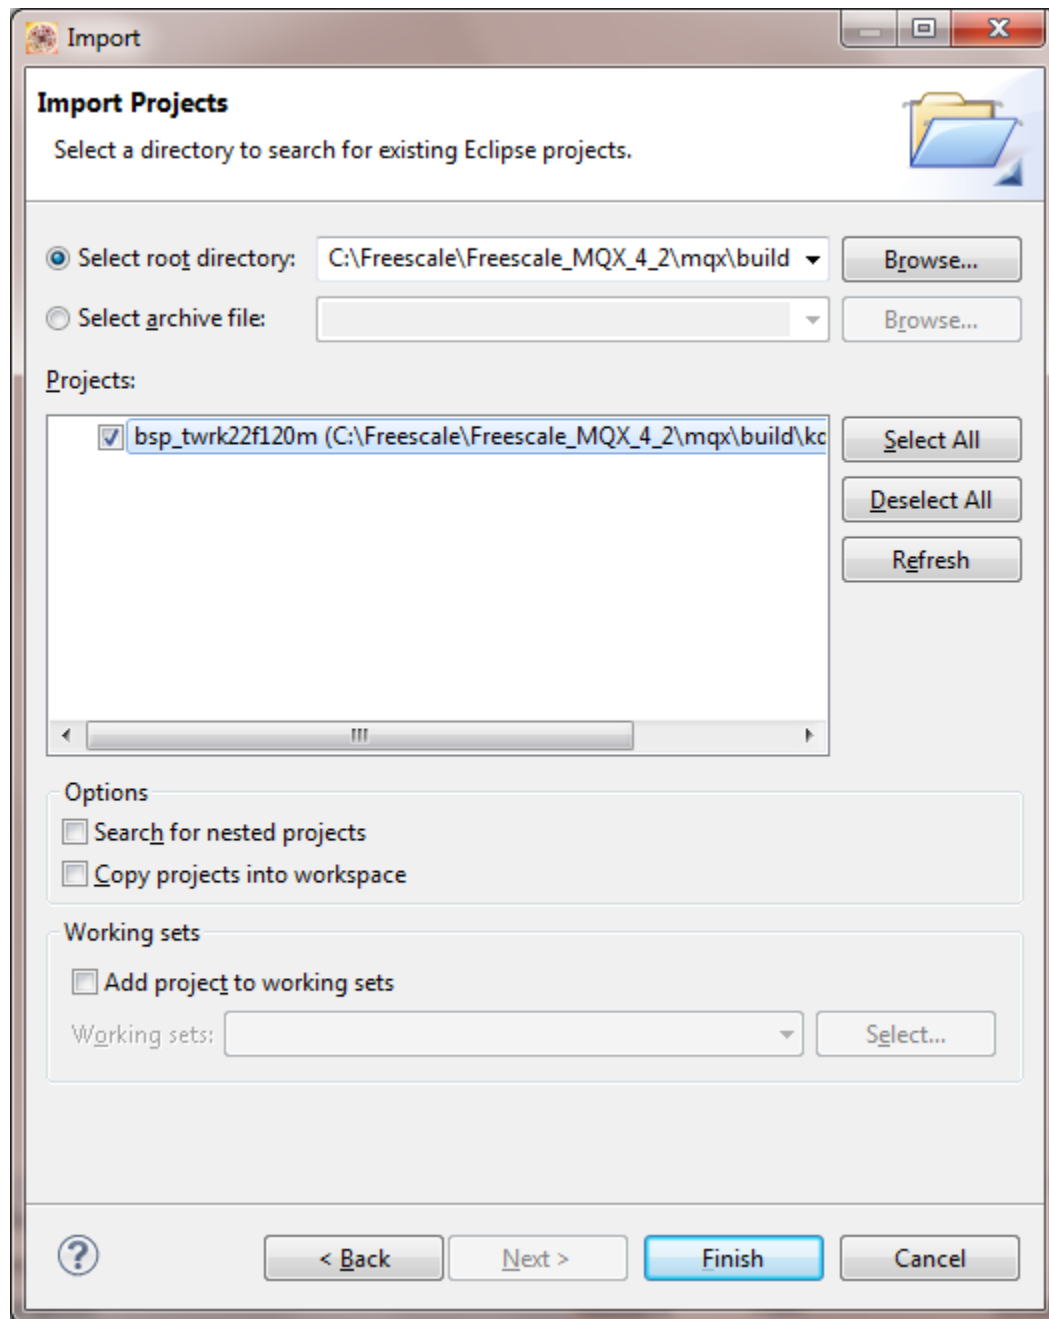 Import
Import Projects
Select a directory to search for existing Eclipse projects.
Select root directory: C:\Freescale\Freescale_MQX_4_2\mqx\build Browse...
Select archive file: Browse...
Projects:
bsp_twrk22f120m (C:\Freescale\Freescale_MQX_4_2\mqx\build\kd
Select All
Deselect All
Refresh
Options
Search for nested projects
Copy projects into workspace
Working sets
Add project to working sets
Working sets: Select...
< Back Next > Finish Cancel